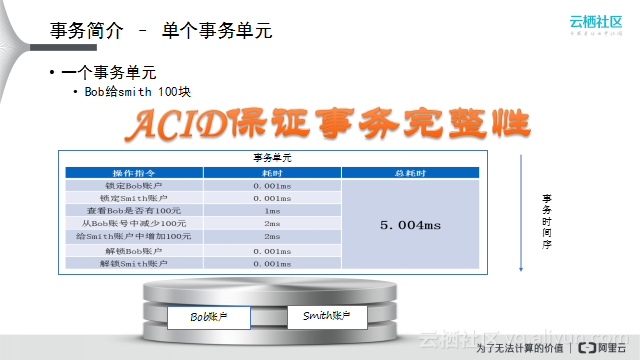 事务简介 – 单个事务单元
云栖社区
• 一个事务单元
• Bob给smith 100块
ACID保证事务完整性
事务单元
操作指令 耗时 总耗时
锁定Bob账户 0.001ms
锁定Smith账户 0.001ms
查看Bob是否有100元 1ms
从Bob账号中减少100元 2ms
给Smith账户中增加100元 2ms
解锁Bob账户 0.001ms
解锁Smith账户 0.001ms
5.004ms
事务时间序
Bob账户
Smith账户
云栖社区 yq.aliyun.com
为了无法计算的价值 | 阿里云